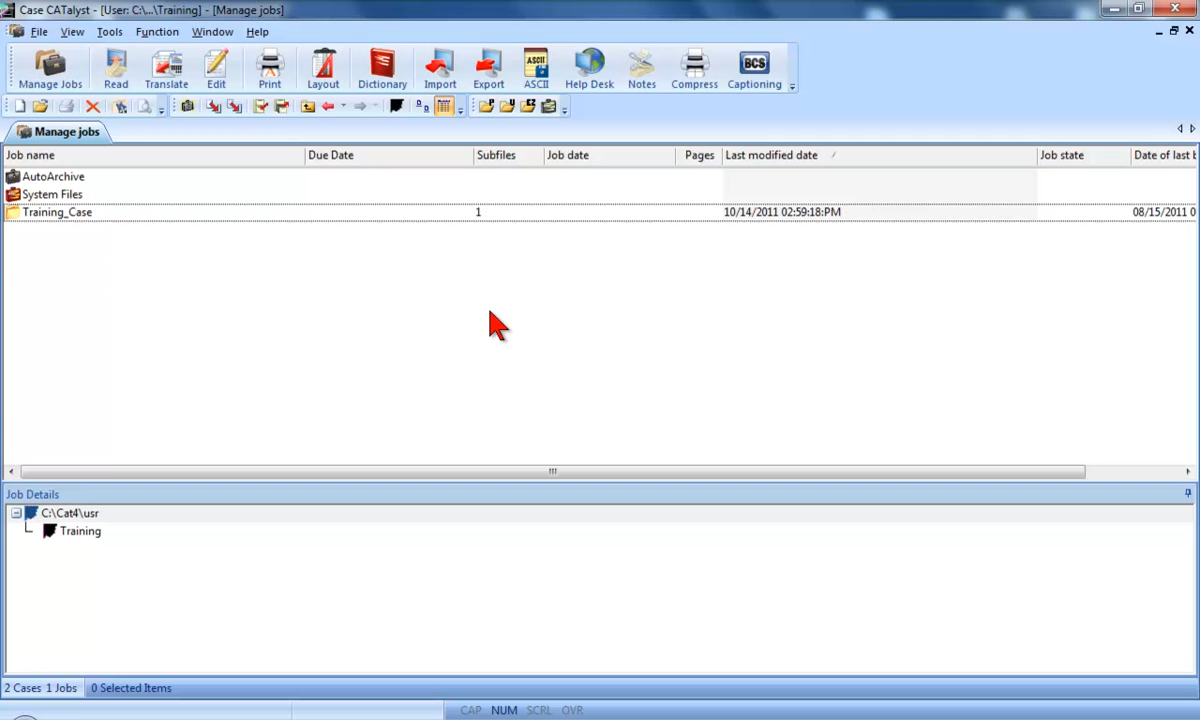 Case CATalyst - [User: C:\...\Training] - [Manage jobs]
File View Tools Function Window Help
Manage Jobs Read Translate Edit Print Layout Dictionary Import Export ASCII Help Desk Notes Compress Captioning
ASCII
BCS
Manage jobs
Job name Due Date Subfiles Job date Pages Last modified date Job state Date of last b
AutoArchive
System Files
Training_Case 1 10/14/2011 02:59:18:PM 08/15/2011 0
Job Details
C:\Cat4\usr
Training
2 Cases 1 Jobs 0 Selected Items
CAP NUM SCRL OVR